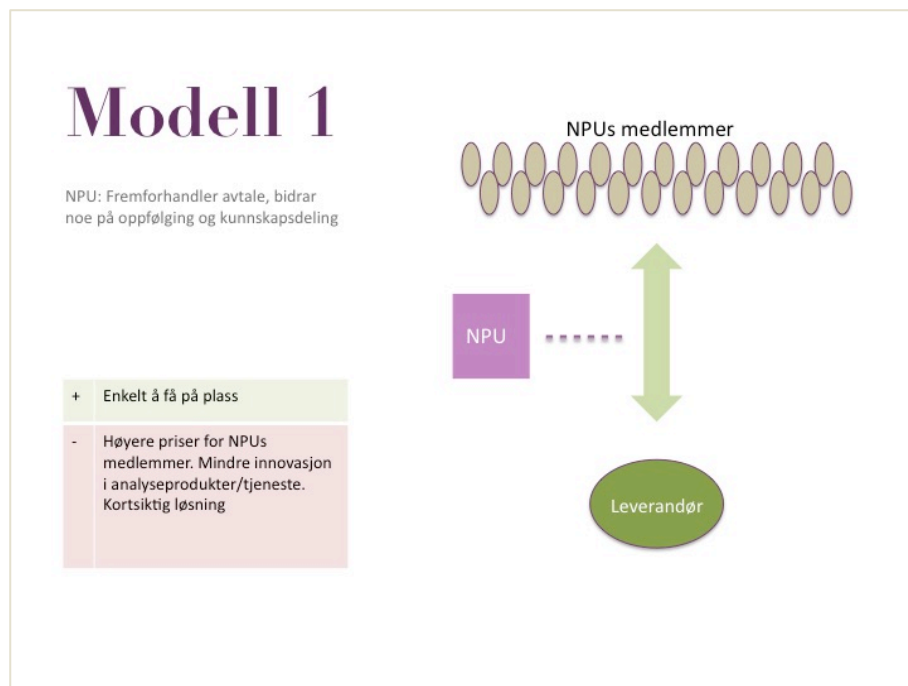 Modell 1
NPU: Fremforhandler avtale, bidrar
noe på oppfølging og kunnskapsdeling
+ Enkelt å få på plass
- Høyere priser for NPUs
medlemmer. Mindre innovasjon
i analyseprodukter/tjeneste.
Kortsiktig løsning
NPUs medlemmer
NPU
Leverandør